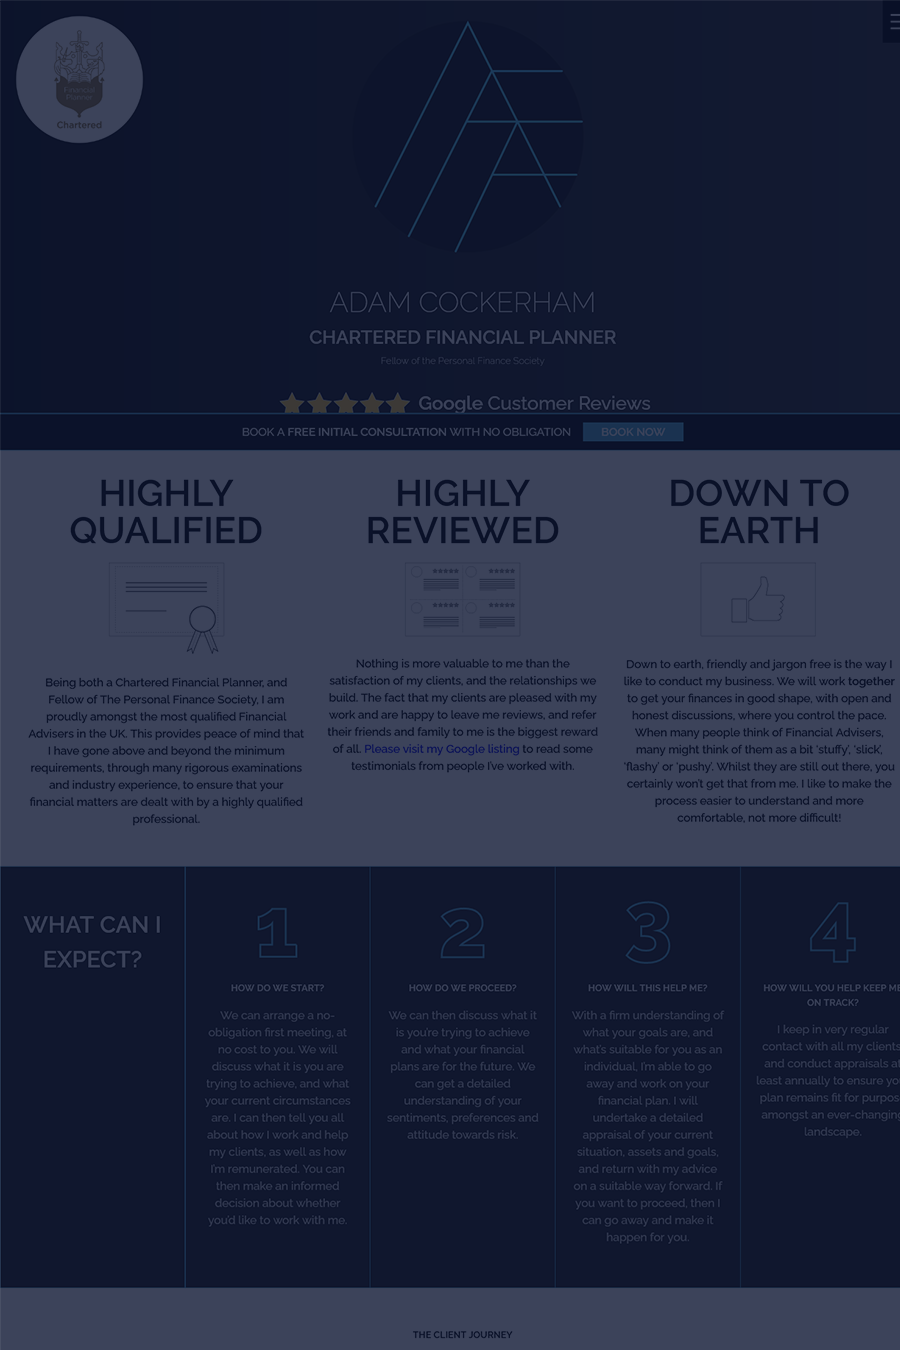 Financial
Planner
Chartered
ADAM COCKERHAM
CHARTERED FINANCIAL PLANNER
Fellow of the Personal Finance Society
Google Customer Reviews
BOOK A FREE INITIAL CONSULTATION WITH NO OBLIGATION
BOOK NOW
HIGHLY
QUALIFIED
Being both a Chartered Financial Planner, and
Fellow of The Personal Finance Society, I am
proudly amongst the most qualified Financial
Advisers in the UK. This provides peace of mind that
I have gone above and beyond the minimum
requirements, through many rigorous examinations
and industry experience, to ensure that your
financial matters are dealt with by a highly qualified
professional.
HIGHLY
REVIEWED
Nothing is more valuable to me than the
satisfaction of my clients, and the relationships we
build. The fact that my clients are pleased with my
work and are happy to leave me reviews, and refer
their friends and family to me is the biggest reward
of all. Please visit my Google listing to read some
testimonials from people I've worked with.
DOWN TO
EARTH
Down to earth, friendly and jargon free is the way I
like to conduct my business. We will work together
to get your finances in good shape, with open and
honest discussions, where you control the pace.
When many people think of Financial Advisers,
many might think of them as a bit 'stuffy', 'slick',
'flashy' or 'pushy'. Whilst they are still out there, you
certainly won't get that from me. I like to make the
process easier to understand and more
comfortable, not more difficult!
WHAT CAN I
EXPECT?
1
HOW DO WE START?
We can arrange a no-
obligation first meeting, at
no cost to you. We will
discuss what it is you are
trying to achieve, and what
your current circumstances
are. I can then tell you all
about how I work and help
my clients, as well as how
I'm remunerated. You can
then make an informed
decision about whether
you'd like to work with me.
2
HOW DO WE PROCEED?
We can then discuss what it
is you're trying to achieve
and what your financial
plans are for the future. We
can get a detailed
understanding of your
sentiments, preferences and
attitude towards risk.
3
HOW WILL THIS HELP ME?
With a firm understanding of
what your goals are, and
what's suitable for you as an
individual, I'm able to go
away and work on your
financial plan. I will
undertake a detailed
appraisal of your current
situation, assets and goals,
and return with my advice
on a suitable way forward. If
you want to proceed, then I
can go away and make it
happen for you.
4
HOW WILL YOU HELP KEEP ME
ON TRACK?
I keep in very regular
contact with all my clients
and conduct appraisals at
least annually to ensure you
plan remains fit for purpos
amongst an ever-changing
landscape.
THE CLIENT JOURNEY